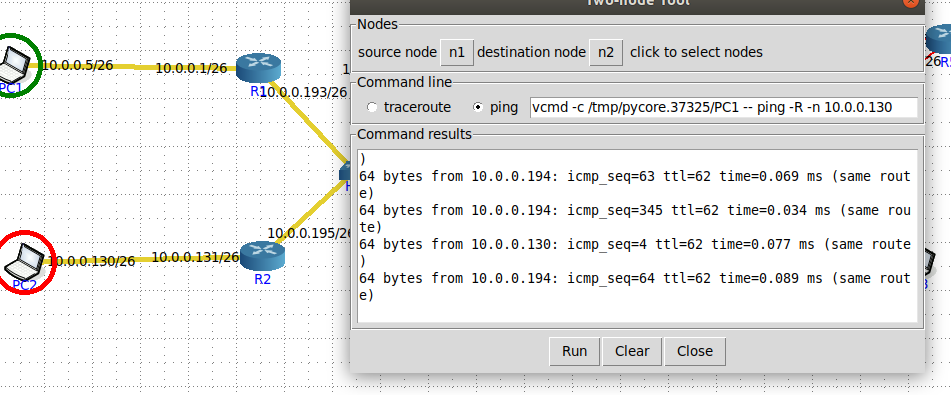 Two-node Tool
Nodes
source node n1 destination node n2 click to select nodes
Command line
traceroute ping vcmd -c /tmp/pycore.37325/PC1 -- ping -R -n 10.0.0.130
Command results
)
64 bytes from 10.0.0.194: icmp_seq=63 ttl=62 time=0.069 ms (same rout
e)
64 bytes from 10.0.0.194: icmp_seq=345 ttl=62 time=0.034 ms (same rou
te)
64 bytes from 10.0.0.130: icmp_seq=4 ttl=62 time=0.077 ms (same route
)
64 bytes from 10.0.0.194: icmp_seq=64 ttl=62 time=0.089 ms (same rout
e)
Run Clear Close
10.0.0.5/26
10.0.0.1/26
PC1
R1
10.0.0.193/26
10.0.0.195/26
10.0.0.130/26
10.0.0.131/26
PC2
R2